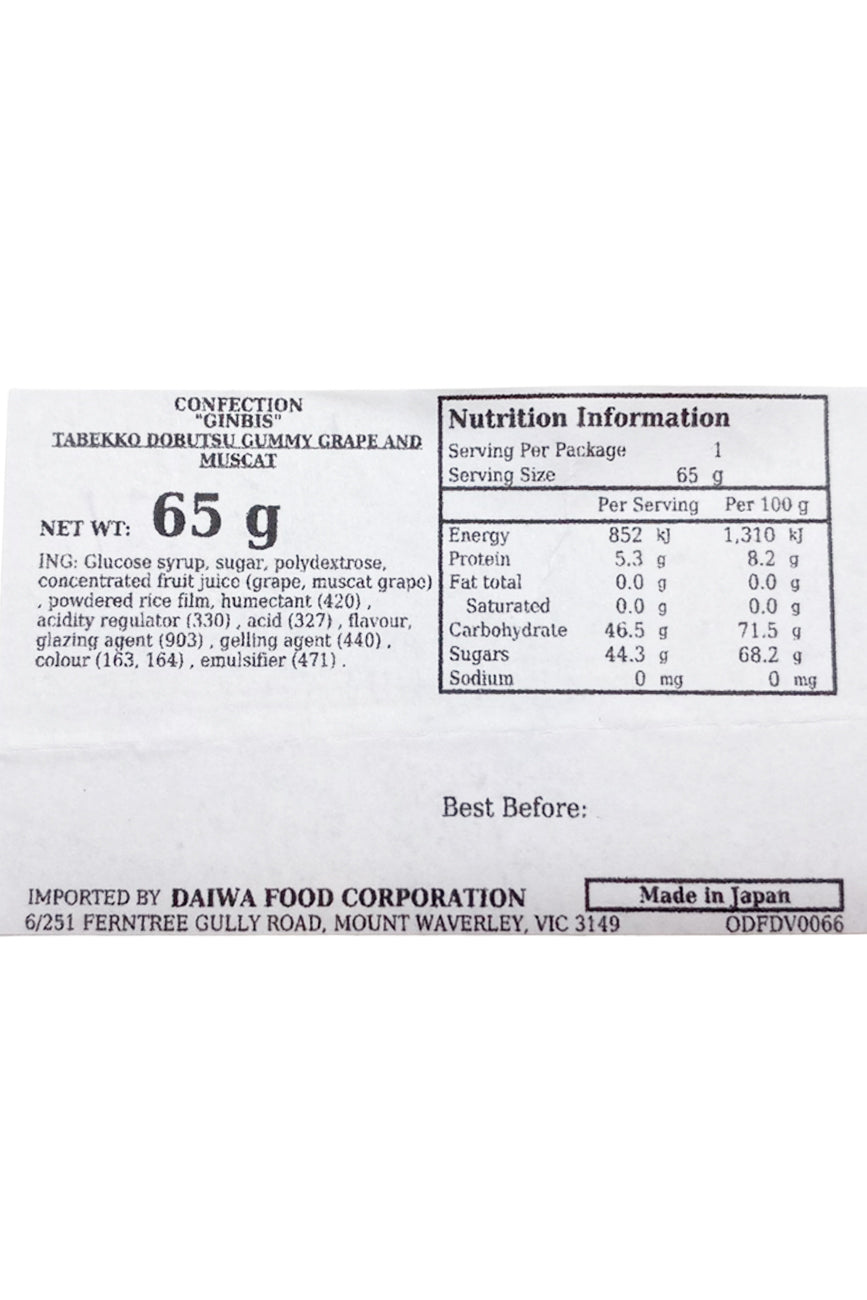 CONFECTION
"GINBIS"
TABEKKO DOBUTSU GUMMY GRAPE AND
MUSCAT
NET WT: 65 g
ING: Glucose syrup, sugar, polydextrose,
concentrated fruit juice (grape, muscat grape)
, powdered rice film, humectant (420) ,
acidity regulator (330) , acid (327) , flavour,
glazing agent (903) , gelling agent (440) ,
colour (163, 164) , emulsifier (471) .
Nutrition Information
Serving Per Package 1
Serving Size 65 g
Per Serving Per 100 g
Energy 852 kJ 1,310 kJ
Protein 5.3 g 8.2 g
Fat total 0.0 g 0.0 g
Saturated 0.0 g 0.0 g
Carbohydrate 46.5 g 71.5 g
Sugars 44.3 g 68.2 g
Sodium 0 mg 0 mg
Best Before:
IMPORTED BY DAIWA FOOD CORPORATION
6/251 FERNTREE GULLY ROAD, MOUNT WAVERLEY, VIC 3149
Made in Japan
ODFDV0066